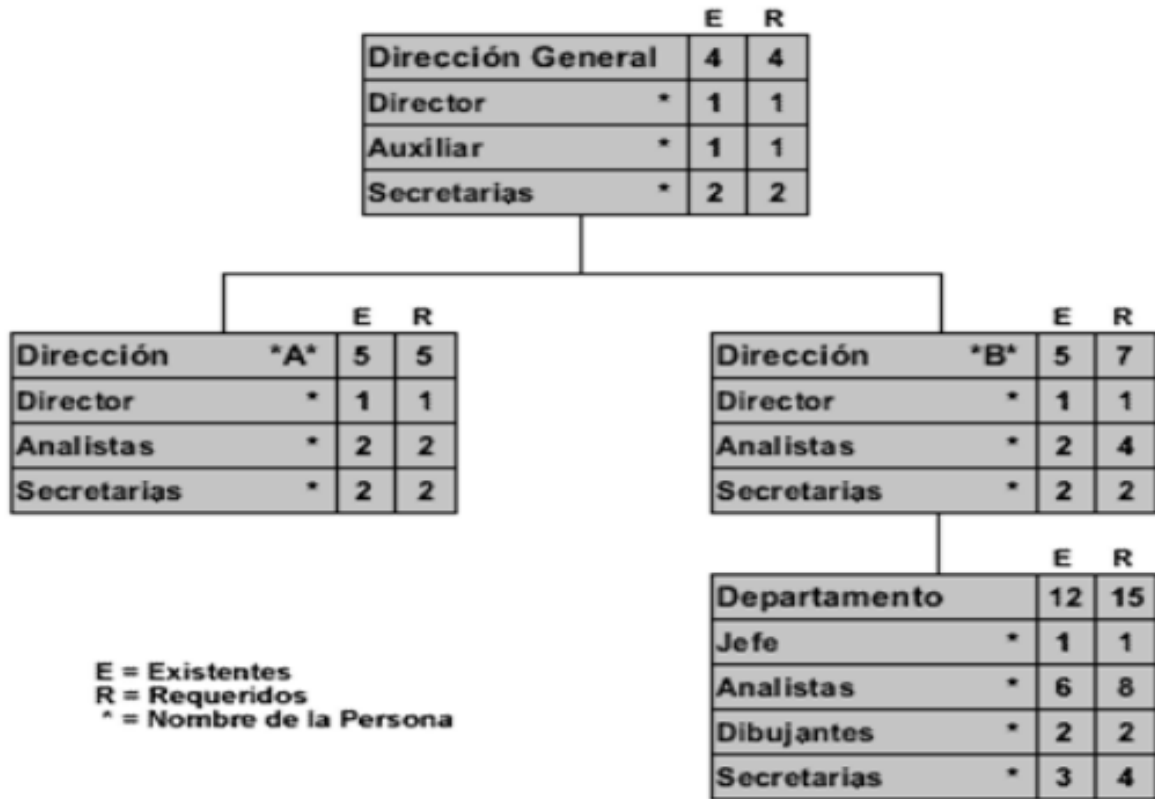 E R
Dirección General 4 4
Director * 1 1
Auxiliar * 1 1
Secretarias * 2 2
E R
Dirección *A* 5 5
Director * 1 1
Analistas * 2 2
Secretarias * 2 2
E R
Dirección *B* 5 7
Director * 1 1
Analistas * 2 4
Secretarias * 2 2
E R
Departamento 12 15
Jefe * 1 1
Analistas * 6 8
Dibujantes * 2 2
Secretarias * 3 4
E = Existentes
R = Requeridos
* = Nombre de la Persona